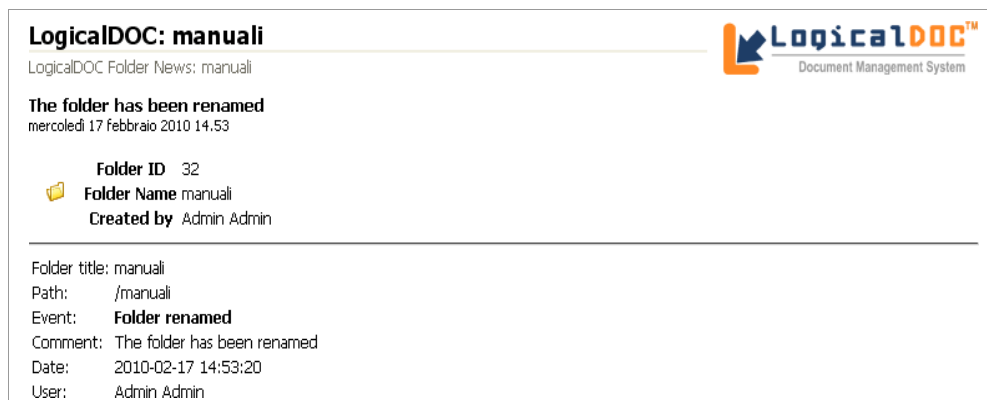 LogicalDOC: manuali
LogicalDOC™
Document Management System
LogicalDOC Folder News: manuali
The folder has been renamed
mercoledì 17 febbraio 2010 14.53
Folder ID 32
Folder Name manuali
Created by Admin Admin
Folder title: manuali
Path: /manuali
Event: Folder renamed
Comment: The folder has been renamed
Date: 2010-02-17 14:53:20
User: Admin Admin